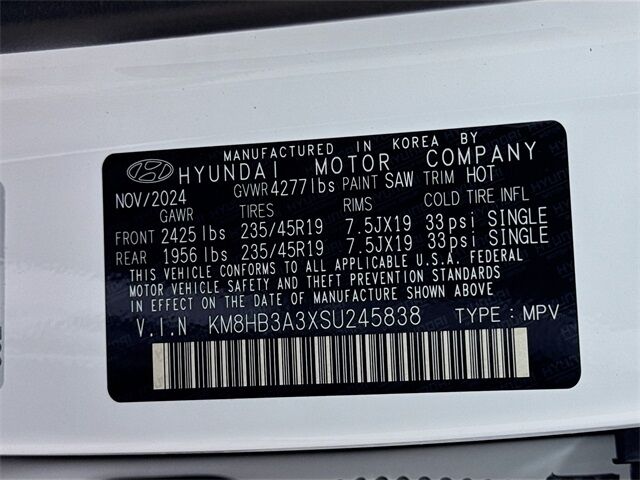 MANUFACTURED IN KOREA BY
HYUNDAI MOTOR COMPANY
NOV/2024 GVWR 4277lbs PAINT SAW TRIM HOT
GAWR TIRES RIMS COLD TIRE INFL
FRONT 2425 lbs 235/45R19 7.5JX19 33psi SINGLE
REAR 1956 lbs 235/45R19 7.5JX19 33psi SINGLE
THIS VEHICLE CONFORMS TO ALL APPLICABLE U.S.A. FEDERAL
MOTOR VEHICLE SAFETY AND THEFT PREVENTION STANDARDS
IN EFFECT ON THE DATE OF MANUFACTURE SHOWN ABOVE.
V.I.N KM8HB3A3XSU245838 TYPE : MPV